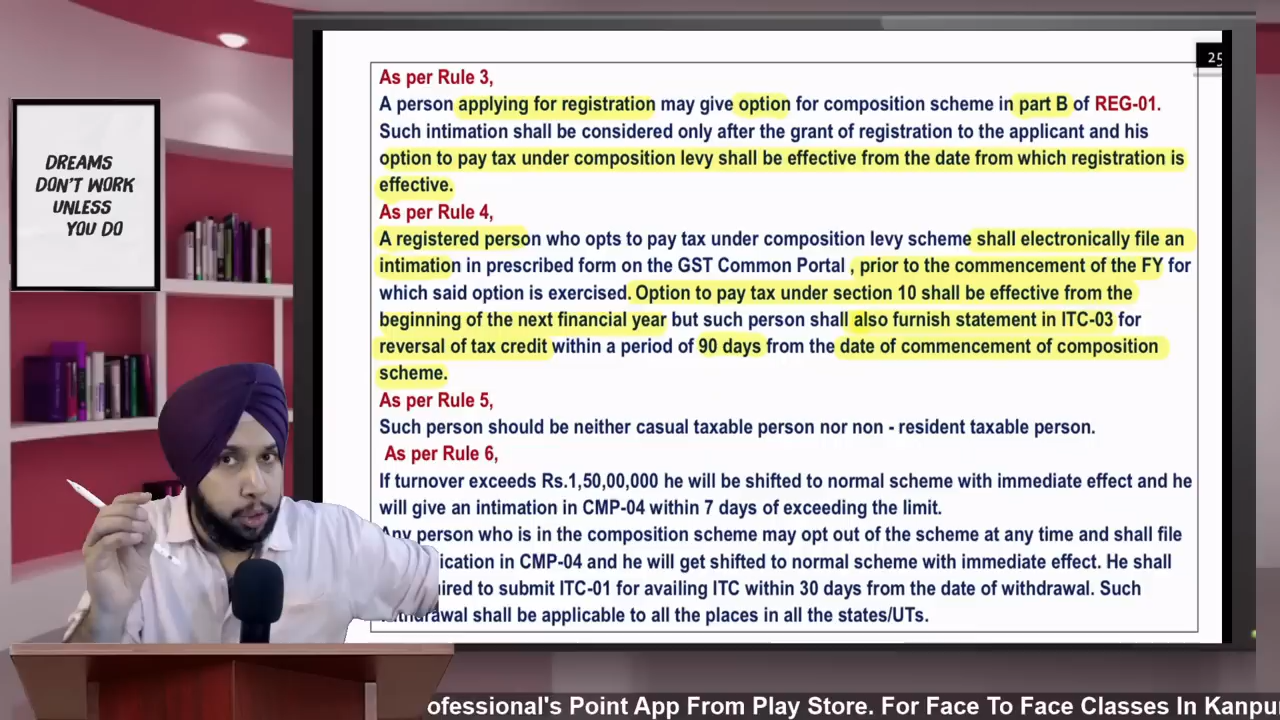 25
As per Rule 3,
A person applying for registration may give option for composition scheme in part B of REG-01.
Such intimation shall be considered only after the grant of registration to the applicant and his
option to pay tax under composition levy shall be effective from the date from which registration is
effective.
As per Rule 4,
A registered person who opts to pay tax under composition levy scheme shall electronically file an
intimation in prescribed form on the GST Common Portal , prior to the commencement of the FY for
which said option is exercised. Option to pay tax under section 10 shall be effective from the
beginning of the next financial year but such person shall also furnish statement in ITC-03 for
reversal of tax credit within a period of 90 days from the date of commencement of composition
scheme.
As per Rule 5,
Such person should be neither casual taxable person nor non - resident taxable person.
As per Rule 6,
If turnover exceeds Rs.1,50,00,000 he will be shifted to normal scheme with immediate effect and he
will give an intimation in CMP-04 within 7 days of exceeding the limit.
Any person who is in the composition scheme may opt out of the scheme at any time and shall file
ication in CMP-04 and he will get shifted to normal scheme with immediate effect. He shall
ired to submit ITC-01 for availing ITC within 30 days from the date of withdrawal. Such
withdrawal shall be applicable to all the places in all the states/UTs.
DREAMS
DON'T WORK
UNLESS
YOU DO
ofessional's Point App From Play Store. For Face To Face Classes In Kanpu